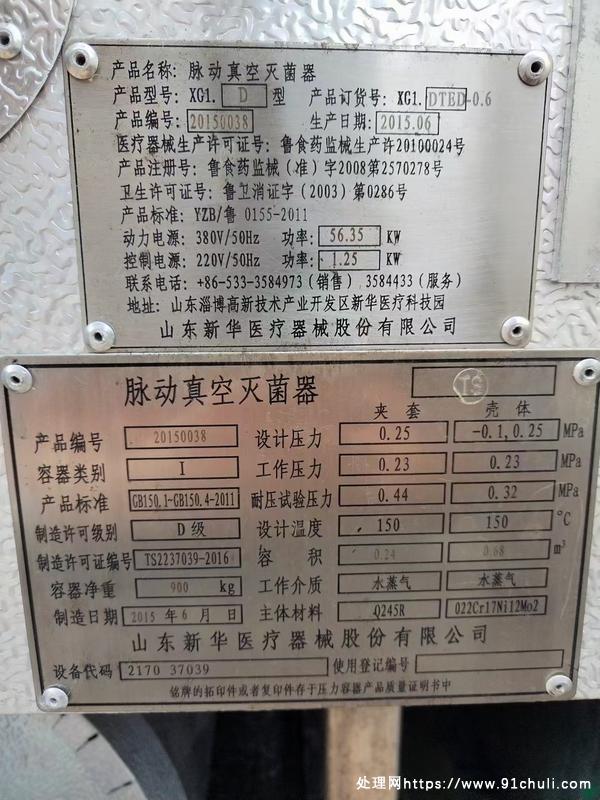 产品名称: 脉动真空灭菌器
产品型号: XG1. D 型 产品订货号: XG1. DTBD-0.6
产品编号: 20150038 生产日期: 2015.06
医疗器械生产许可证号: 鲁食药监械生产许20100024号
产品注册号: 鲁食药监械(准)字2008第2570278号
卫生许可证号: 鲁卫消证字(2003)第0286号
产品标准: YZB/鲁 0155-2011
动力电源: 380V/50Hz 功率: 56.35 KW
控制电源: 220V/50Hz 功率: 1.25 KW
联系电话: +86-533-3584973(销售) 3584433(服务)
地址: 山东淄博高新技术产业开发区新华医疗科技园
山东新华医疗器械股份有限公司
脉动真空灭菌器 TS
夹套 壳体
产品编号 20150038 设计压力 0.25 -0.1,0.25 MPa
容器类别 I 工作压力 0.23 0.23 MPa
产品标准 GB150.1-GB150.4-2011 耐压试验压力 0.44 0.32 MPa
制造许可级别 D级 设计温度 150 150 °C
制造许可证编号 TS2237039-2016 容积 0.24 0.68 m³
容器净重 900 kg 工作介质 水蒸气 水蒸气
制造日期 2015 年 6 月 日 主体材料 Q245R 022Cr17Ni12Mo2
山东新华医疗器械股份有限公司
设备代码 2170 37039 使用登记编号
铭牌的拓印件或者复印件存于压力容器产品质量证明书中
处理网https://www.91chuli.com/